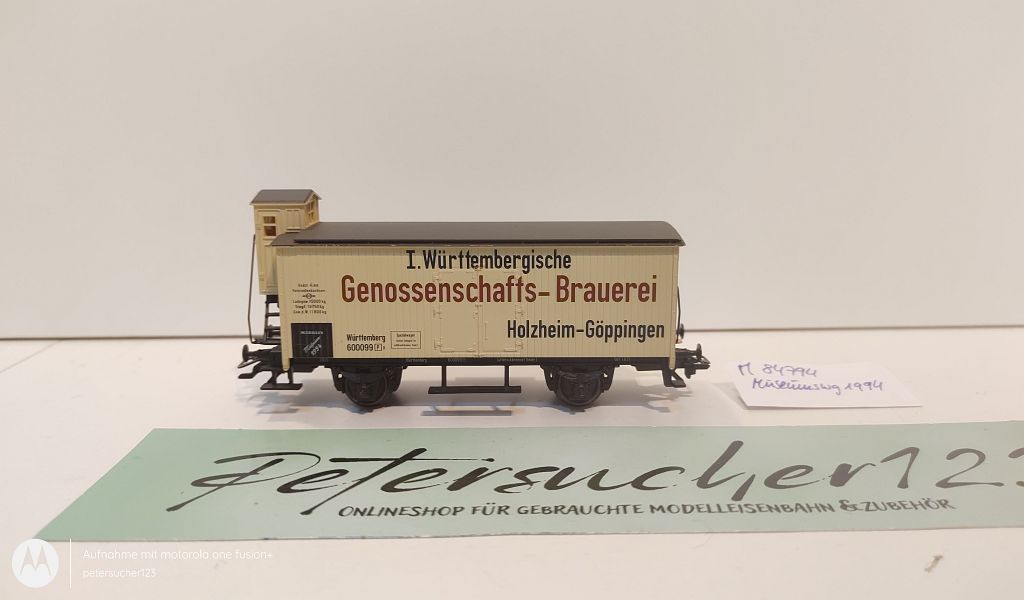 I. Württembergische
Genossenschafts-Brauerei
Holzheim-Göppingen
Württemberg
600099 P
M 84794
Museumswg 1994
Petersucher123
ONLINESHOP FÜR GEBRAUCHTE MODELLEISENBAHN & ZUBEHÖR
Aufnahme mit motorola one fusion+
petersucher123